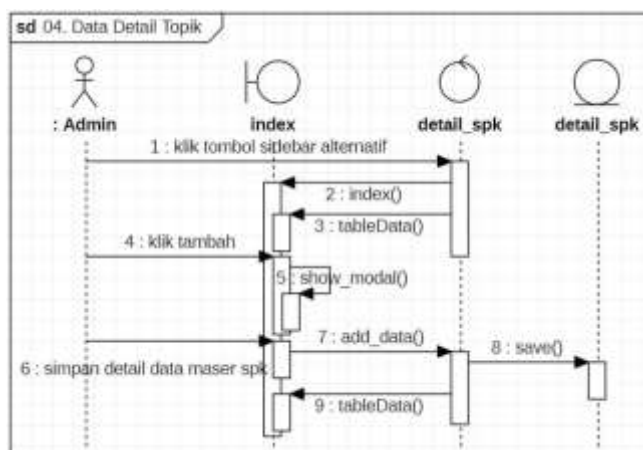 sd 04. Data Detail Topik
: Admin
index
detail_spk
detail_spk
1 : klik tombol sidebar alternatif
2 : index()
3 : tableData()
4 : klik tambah
5 : show_modal()
6 : simpan detail data maser spk
7 : add_data()
8 : save()
9 : tableData()